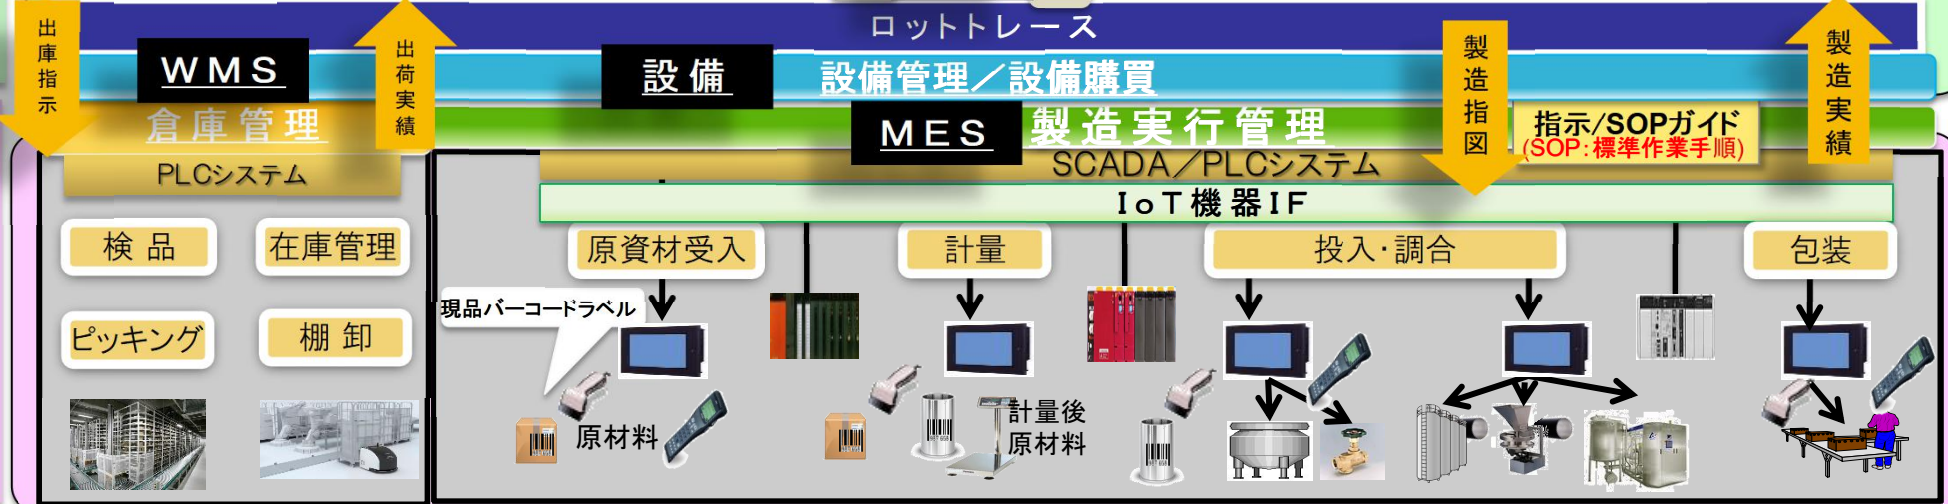 ロットトレース
出庫指示
出荷実績
WMS
設備
設備管理／設備購買
製造指図
製造実績
倉庫管理
MES
製造実行管理
指示/SOPガイド
(SOP：標準作業手順)
PLCシステム
SCADA／PLCシステム
IoT機器IF
検品
在庫管理
原資材受入
計量
投入・調合
包装
現品バーコードラベル
ピッキング
棚卸
原材料
計量後
原材料